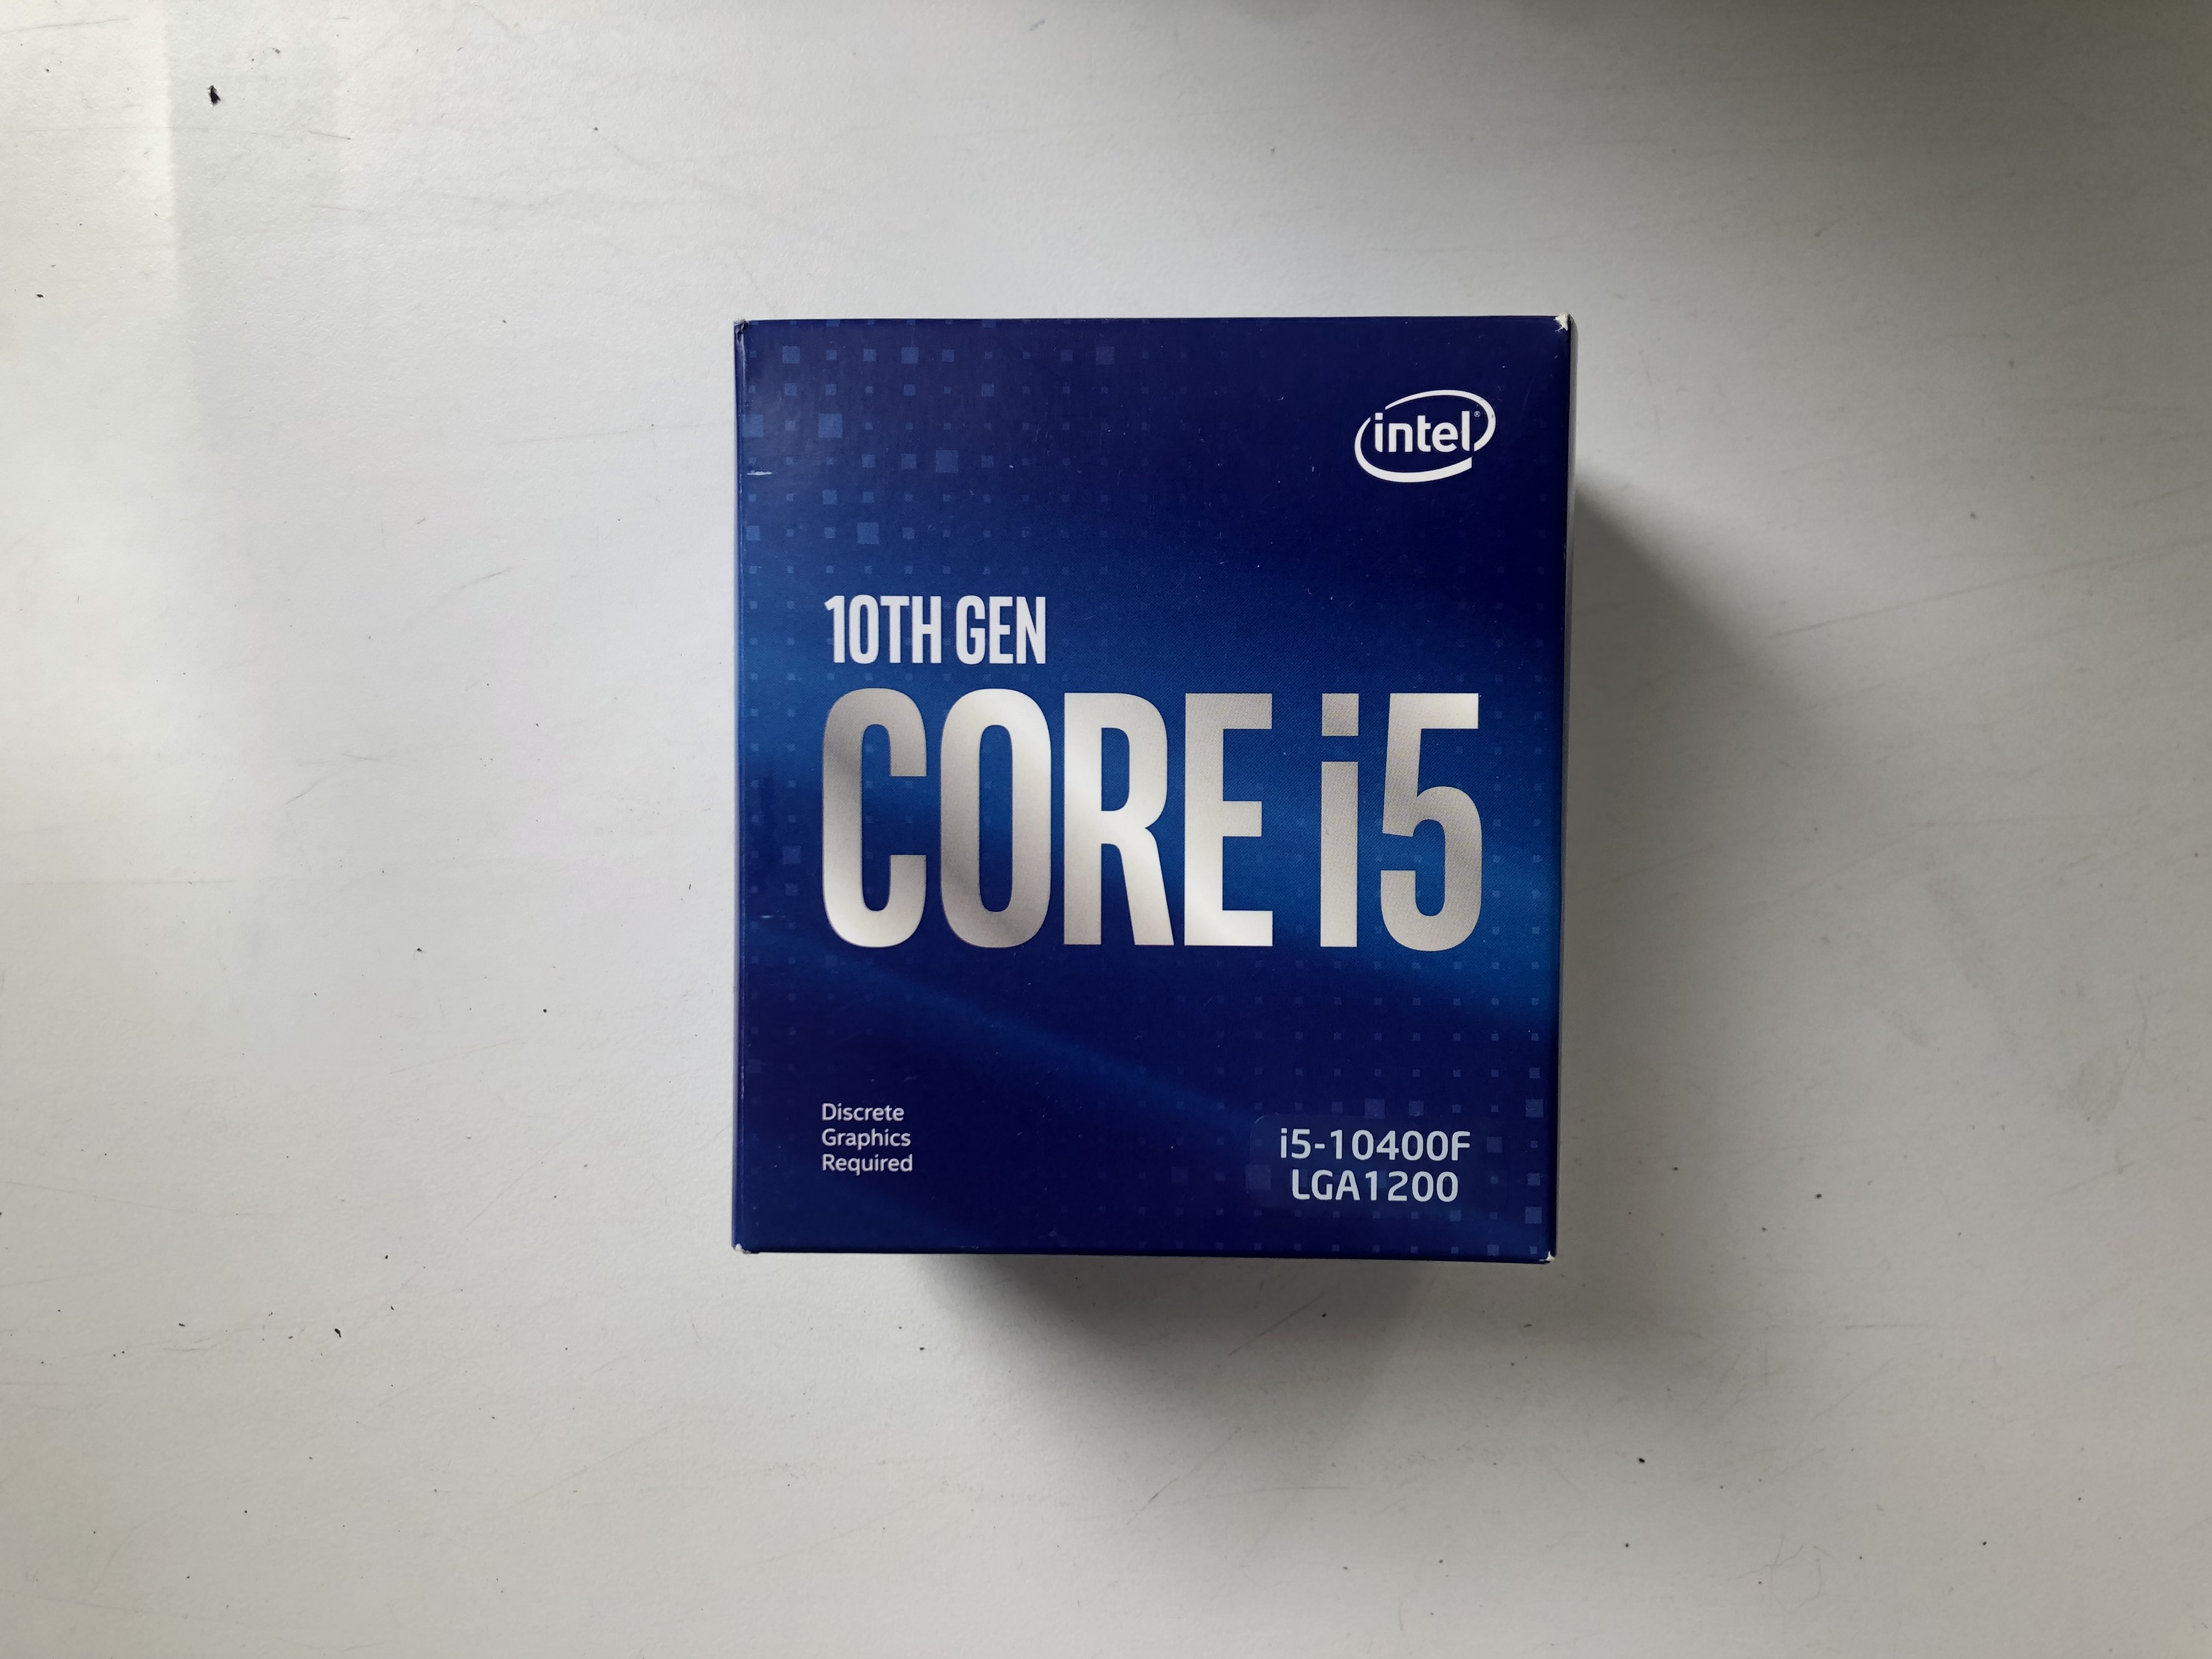 intel®
10TH GEN
CORE i5
Discrete
Graphics
Required
i5-10400F
LGA1200